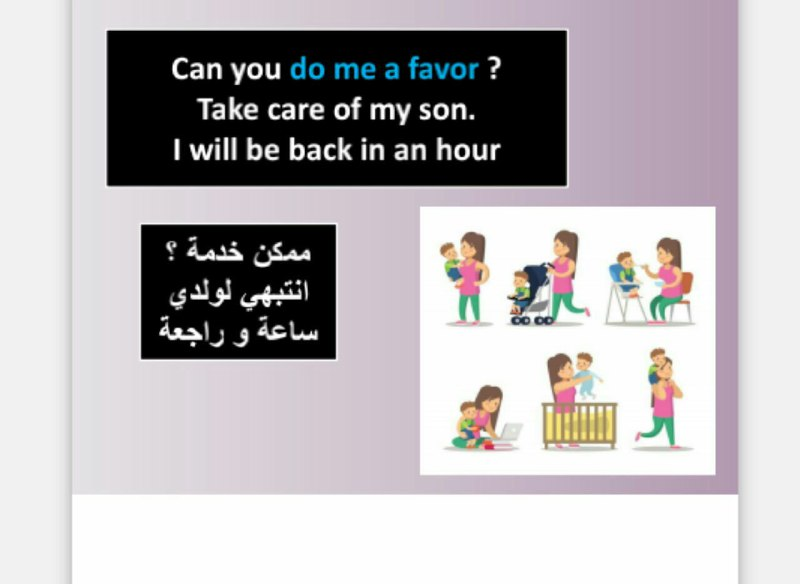 Can you do me a favor ?
Take care of my son.
I will be back in an hour
ممكن خدمة ؟
انتبهي لولدي
ساعة و راجعة